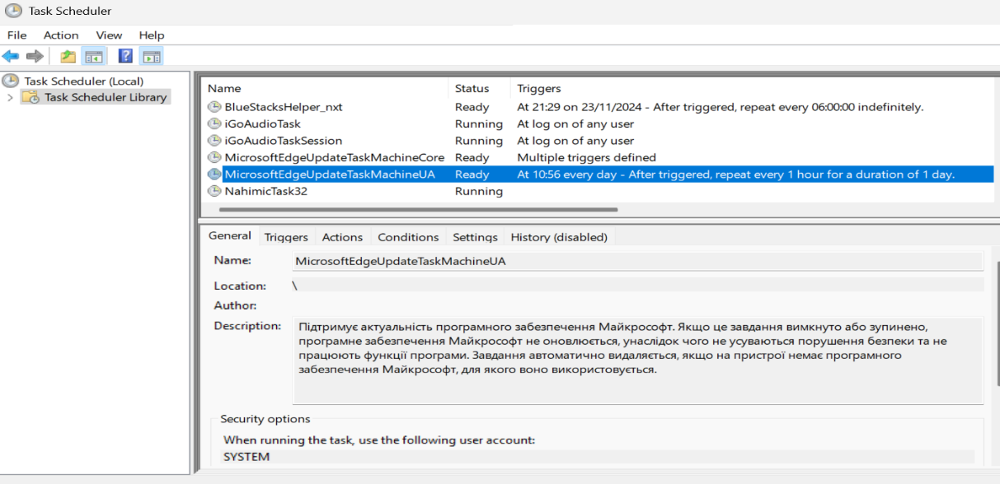 Task Scheduler
File Action View Help
Task Scheduler (Local)
Task Scheduler Library
Name Status Triggers
BlueStacksHelper_nxt Ready At 21:29 on 23/11/2024 - After triggered, repeat every 06:00:00 indefinitely.
iGoAudioTask Running At log on of any user
iGoAudioTaskSession Running At log on of any user
MicrosoftEdgeUpdateTaskMachineCore Ready Multiple triggers defined
MicrosoftEdgeUpdateTaskMachineUA Ready At 10:56 every day - After triggered, repeat every 1 hour for a duration of 1 day.
NahimicTask32 Running
General Triggers Actions Conditions Settings History (disabled)
Name: MicrosoftEdgeUpdateTaskMachineUA
Location: \
Author:
Description: Підтримує актуальність програмного забезпечення Майкрософт. Якщо це завдання вимкнуто або зупинено,
програмне забезпечення Майкрософт не оновлюється, унаслідок чого не усуваються порушення безпеки та не
працюють функції програми. Завдання автоматично видаляється, якщо на пристрої немає програмного
забезпечення Майкрософт, для якого воно використовується.
Security options
When running the task, use the following user account:
SYSTEM